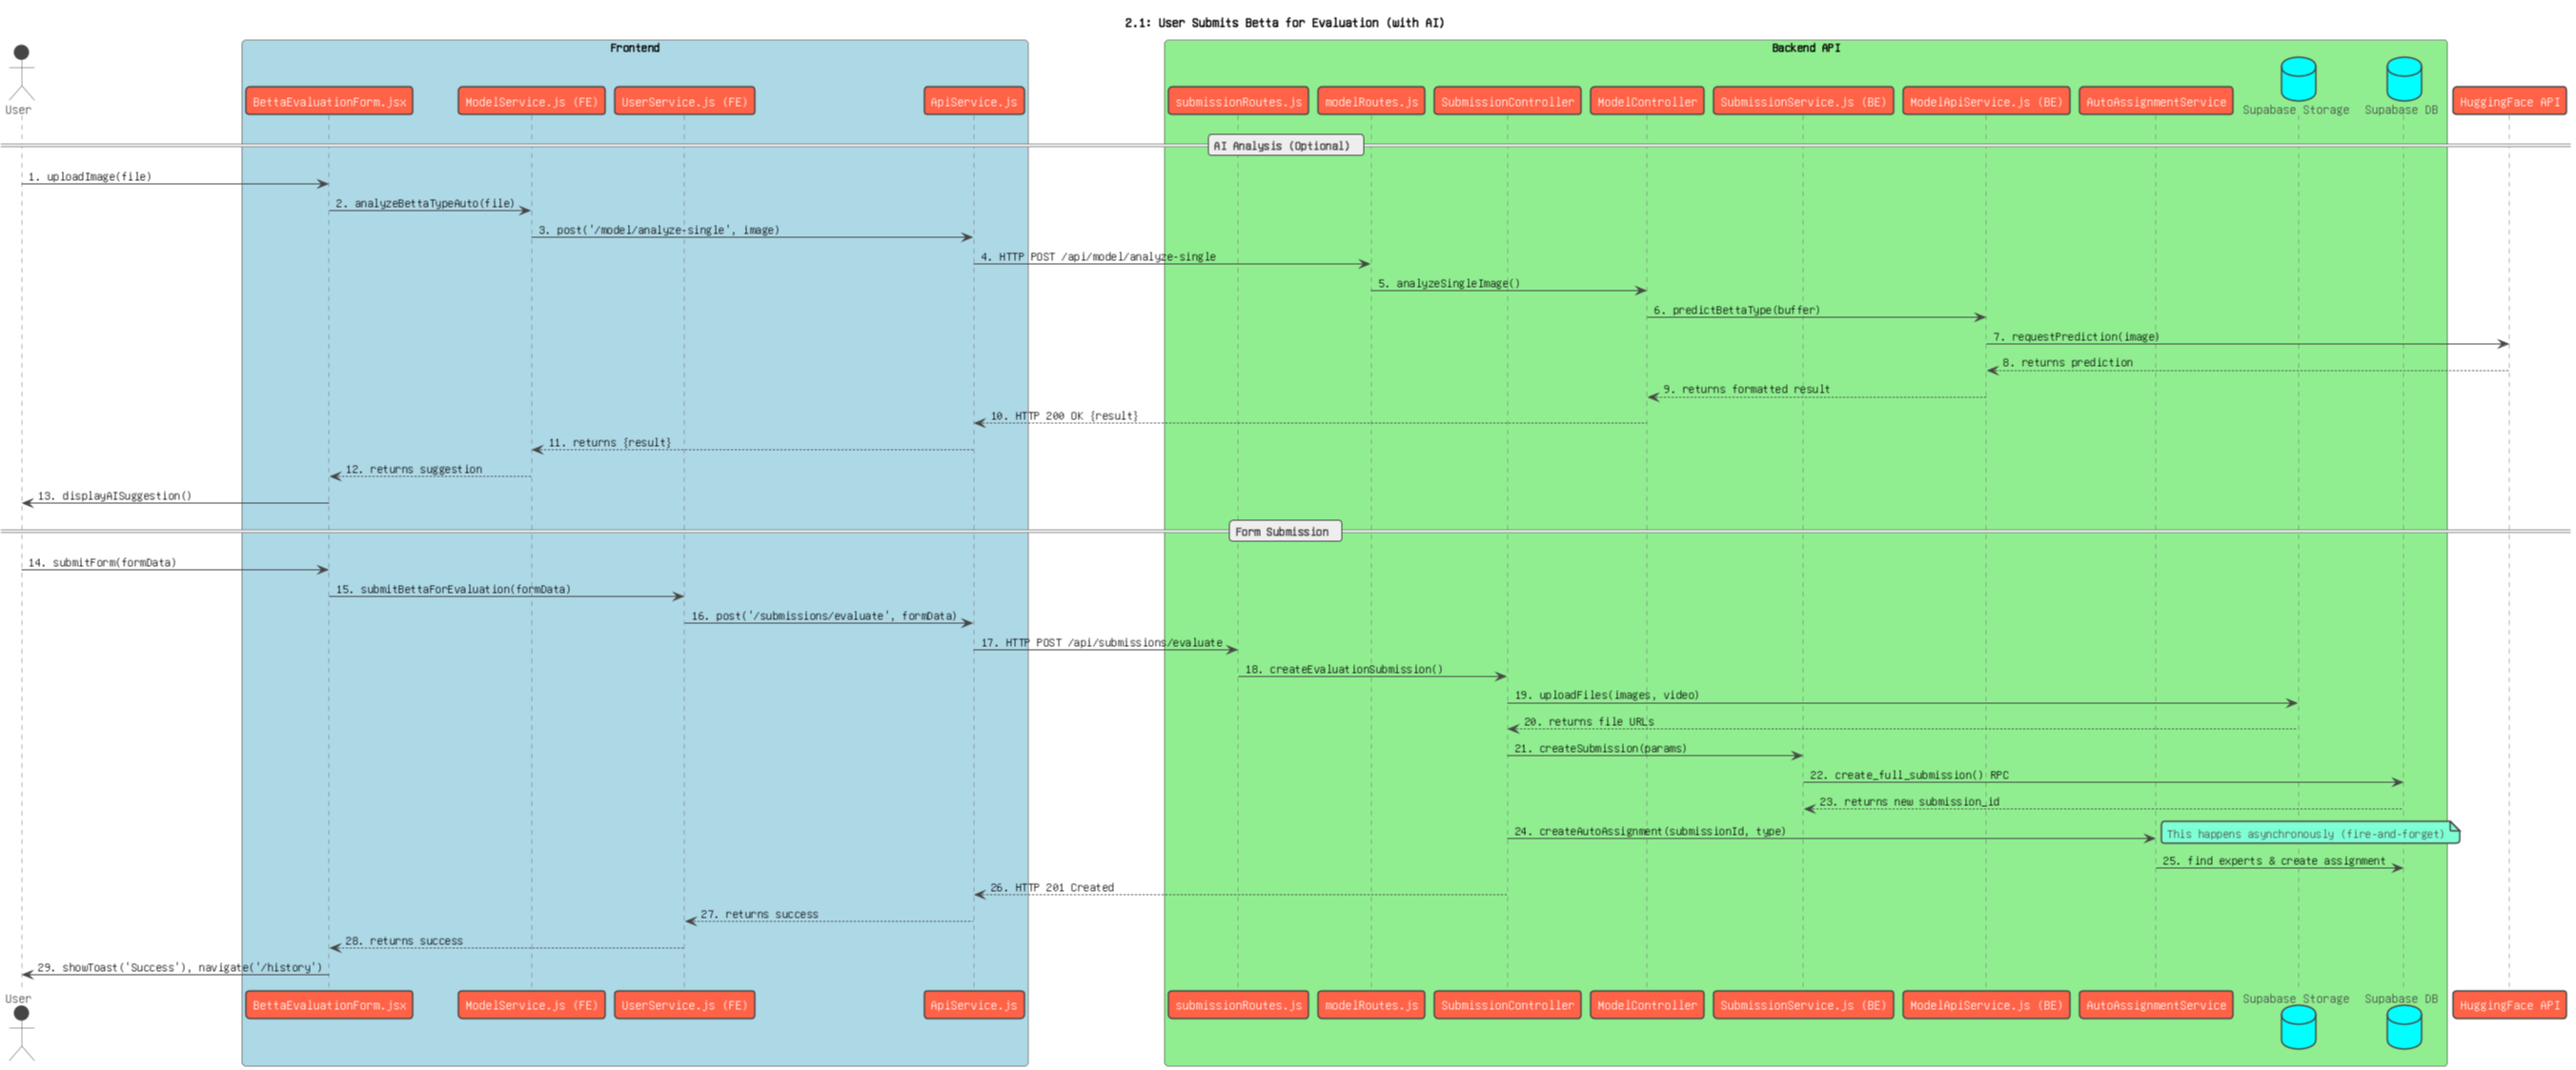 2.1: User Submits Betta for Evaluation (with AI)
Frontend
Backend API
User
BettaEvaluationForm.jsx
ModelService.js (FE)
UserService.js (FE)
ApiService.js
submissionRoutes.js
modelRoutes.js
SubmissionController
ModelController
SubmissionService.js (BE)
ModelApiService.js (BE)
AutoAssignmentService
Supabase Storage
Supabase DB
HuggingFace API
AI Analysis (Optional)
1. uploadImage(file)
2. analyzeBettaTypeAuto(file)
3. post('/model/analyze-single', image)
4. HTTP POST /api/model/analyze-single
5. analyzeSingleImage()
6. predictBettaType(buffer)
7. requestPrediction(image)
8. returns prediction
9. returns formatted result
10. HTTP 200 OK {result}
11. returns {result}
12. returns suggestion
13. displayAISuggestion()
Form Submission
14. submitForm(formData)
15. submitBettaForEvaluation(formData)
16. post('/submissions/evaluate', formData)
17. HTTP POST /api/submissions/evaluate
18. createEvaluationSubmission()
19. uploadFiles(images, video)
20. returns file URLs
21. createSubmission(params)
22. create_full_submission() RPC
23. returns new submission_id
24. createAutoAssignment(submissionId, type)
This happens asynchronously (fire-and-forget)
25. find experts & create assignment
26. HTTP 201 Created
27. returns success
28. returns success
29. showToast('Success'), navigate('/history')
User
BettaEvaluationForm.jsx
ModelService.js (FE)
UserService.js (FE)
ApiService.js
submissionRoutes.js
modelRoutes.js
SubmissionController
ModelController
SubmissionService.js (BE)
ModelApiService.js (BE)
AutoAssignmentService
Supabase Storage
Supabase DB
HuggingFace API